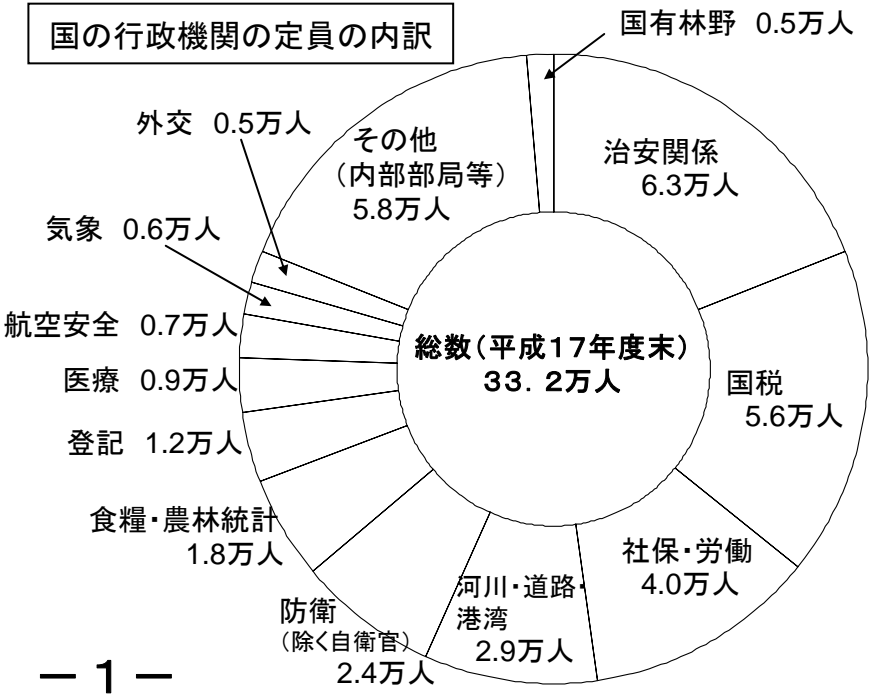 国の行政機関の定員の内訳
国有林野 0.5万人
外交 0.5万人
その他
(内部部局等)
5.8万人
治安関係
6.3万人
気象 0.6万人
航空安全 0.7万人
総数(平成17年度末)
33.2万人
医療 0.9万人
国税
5.6万人
登記 1.2万人
食糧・農林統計
1.8万人
社保・労働
4.0万人
河川・道路・
港湾
2.9万人
防衛
(除く自衛官)
2.4万人
-1-